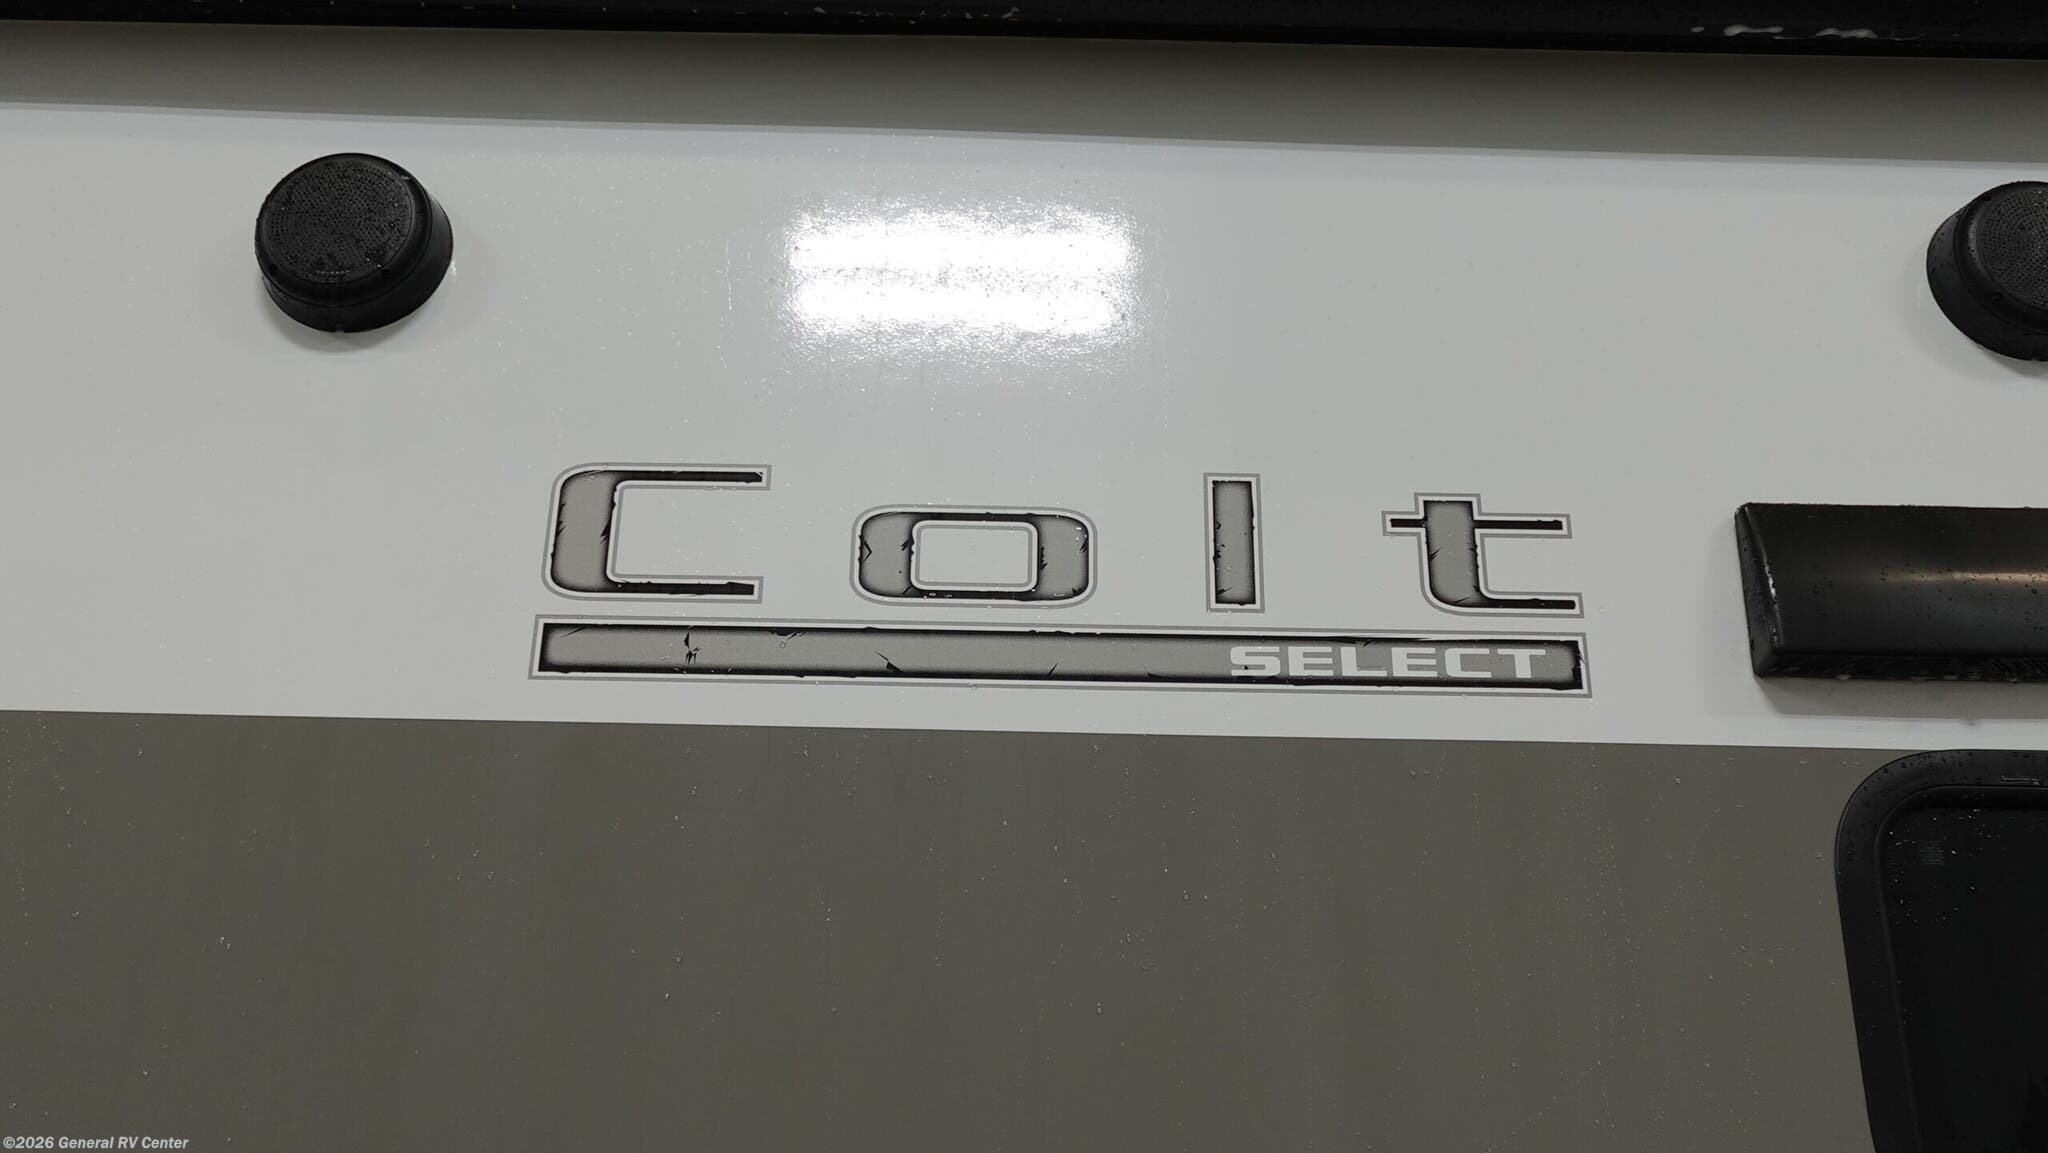 Colt
SELECT
©2026 General RV Center